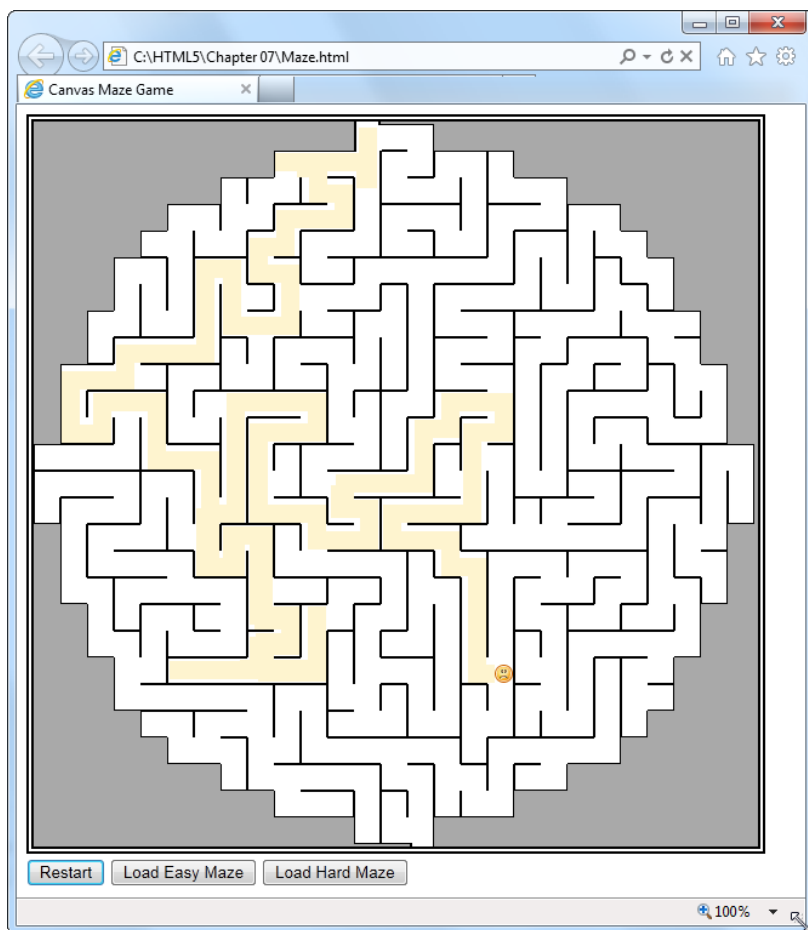 C:\HTML5\Chapter 07\Maze.html
Canvas Maze Game
Restart
Load Easy Maze
Load Hard Maze
100%